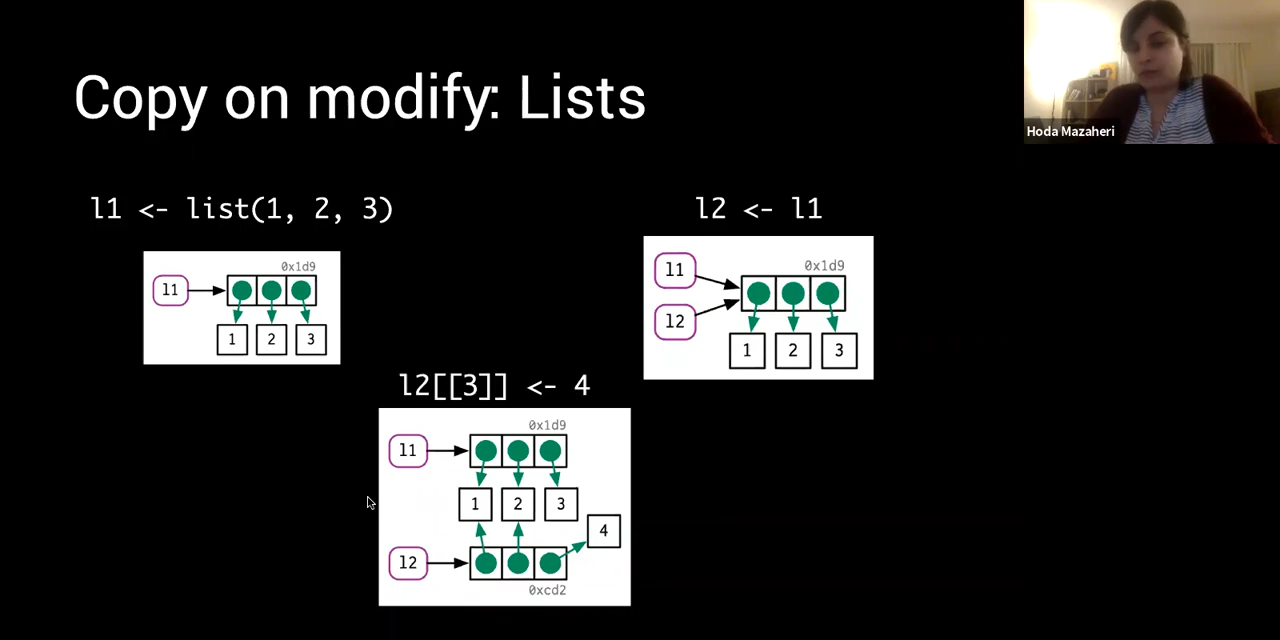 Copy on modify: Lists
Hoda Mazaheri
l1 <- list(1, 2, 3)
0x1d9
l1
1 2 3
l2 <- l1
0x1d9
l1
l2
1 2 3
l2[[3]] <- 4
0x1d9
l1
1 2 3
4
l2
0xcd2